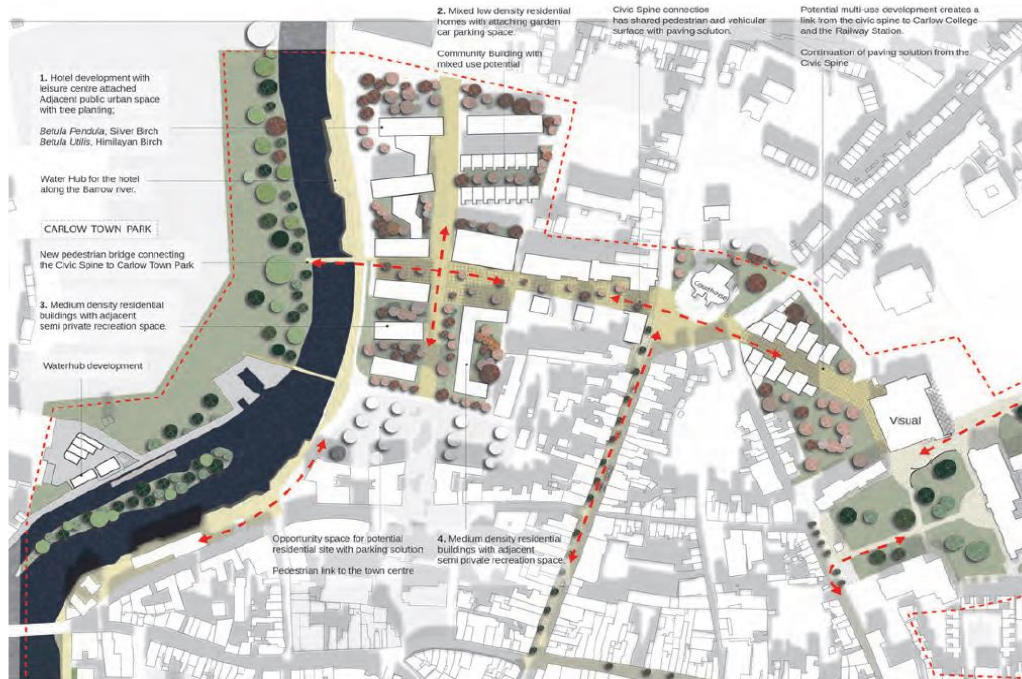 2. Mixed low density residential
homes with attaching garden
car parking space.
Community Building with
mixed use potential
Civic Spine connection
has shared pedestrian and vehicular
surface with paving solution.
Potential multi-use development creates a
link from the civic spine to Carlow College
and the Railway Station.
Continuation of paving solution from the
Civic Spine
1. Hotel development with
leisure centre attached
Adjacent public urban space
with tree planting;
Betula Pendula, Silver Birch
Betula Utilis, Himilayan Birch
Water Hub for the hotel
along the Barrow river.
CARLOW TOWN PARK
New pedestrian bridge connecting
the Civic Spine to Carlow Town Park
3. Medium density residential
buildings with adjacent
semi private recreation space.
Waterhub development
Courthouse
Visual
Opportunity space for potential
residential site with parking solution
Pedestrian link to the town centre
4. Medium density residential
buildings with adjacent
semi private recreation space.